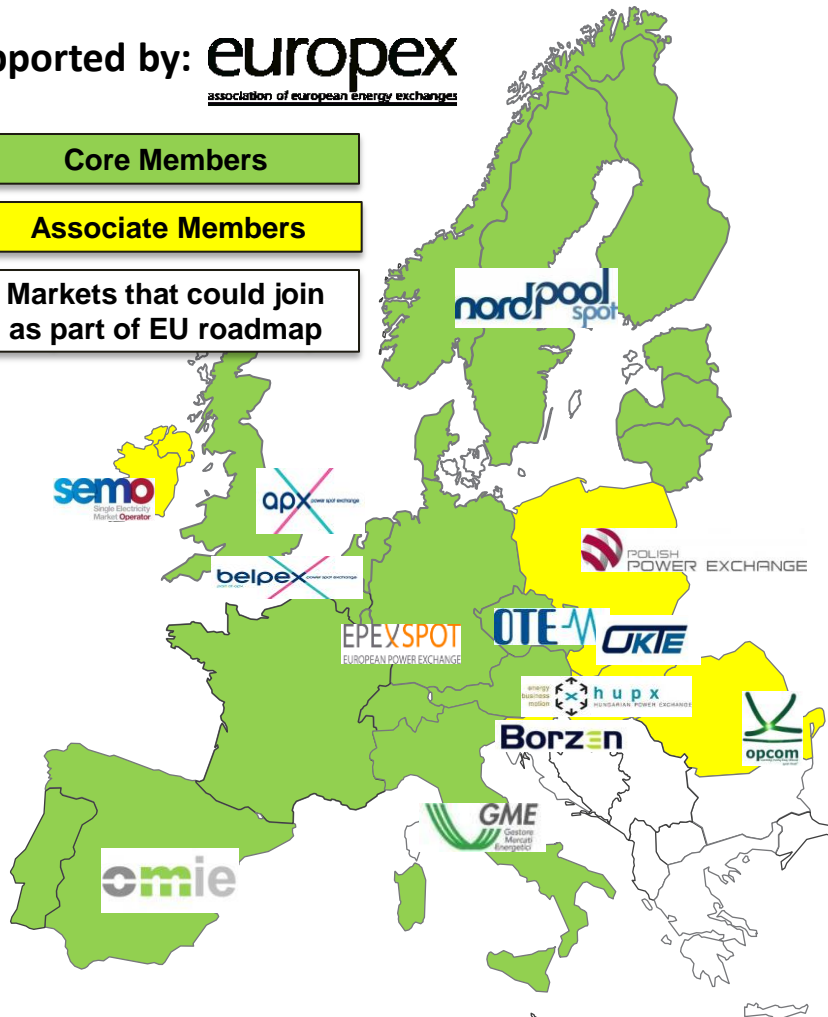 pported by: europex
association of european energy exchanges
Core Members
Associate Members
Markets that could join
as part of EU roadmap
nordpool
spot
semo
Single Electricity
Market Operator
apx power spot exchange
belpex power spot exchange
POLISH
POWER EXCHANGE
EPEXSPOT
EUROPEAN POWER EXCHANGE
OTE
OKTE
energy
business
motion
hupx
HUNGARIAN POWER EXCHANGE
Borzen
opcom
GME
Gestore
Mercati
Energetici
omie